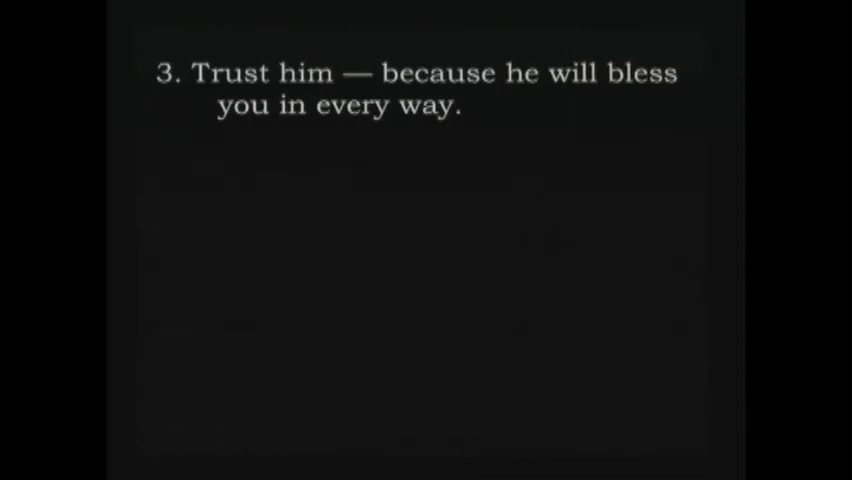 3. Trust him — because he will bless
you in every way.